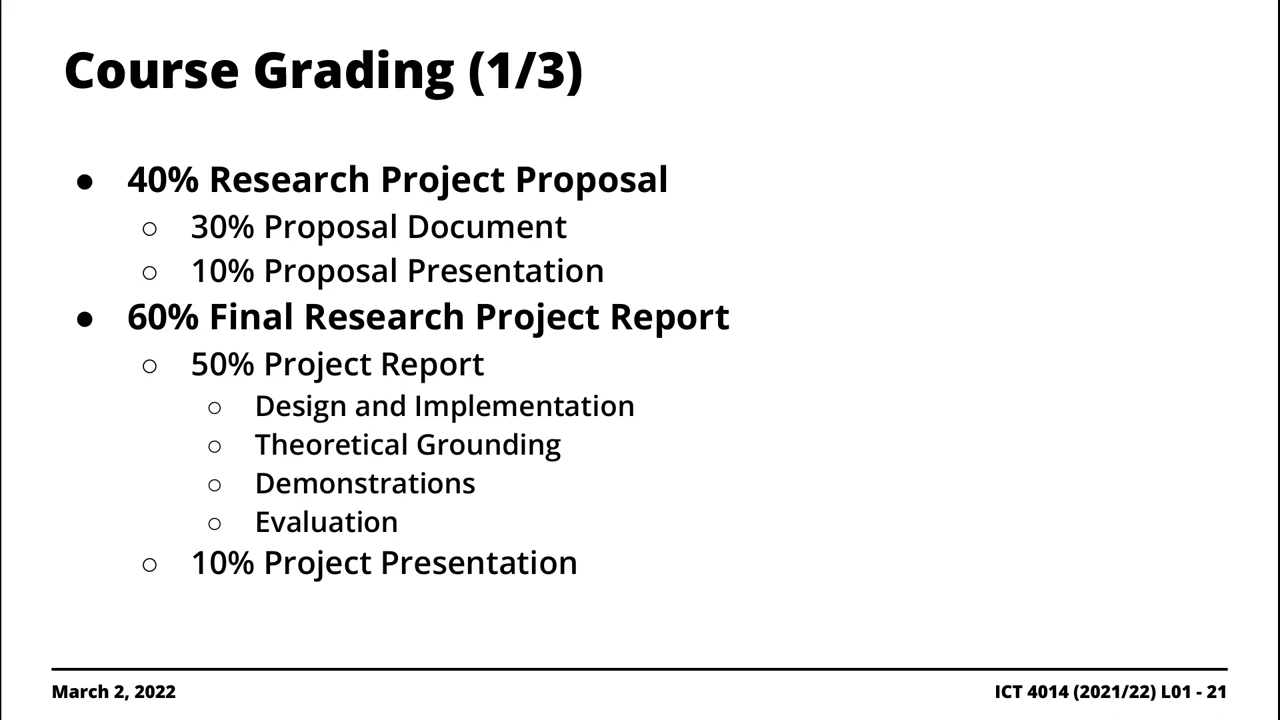 Course Grading (1/3)
● 40% Research Project Proposal
○ 30% Proposal Document
○ 10% Proposal Presentation
● 60% Final Research Project Report
○ 50% Project Report
○ Design and Implementation
○ Theoretical Grounding
○ Demonstrations
○ Evaluation
○ 10% Project Presentation
March 2, 2022 ICT 4014 (2021/22) L01 - 21